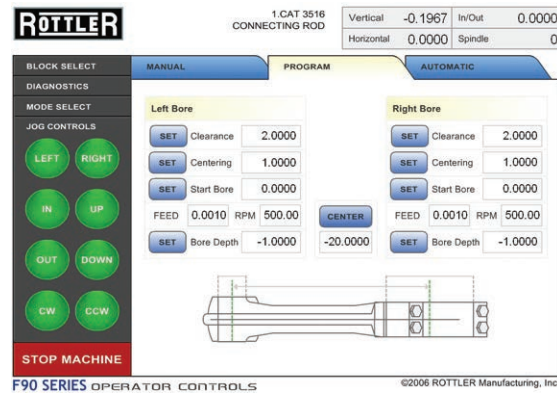 ROTTLER
1.CAT 3516
CONNECTING ROD
Vertical -0.1967 In/Out 0.0000
Horizontal 0.0000 Spindle 0
BLOCK SELECT
DIAGNOSTICS
MODE SELECT
JOG CONTROLS
LEFT RIGHT
IN UP
OUT DOWN
CW CCW
STOP MACHINE
MANUAL PROGRAM AUTOMATIC
Left Bore
SET Clearance 2.0000
SET Centering 1.0000
SET Start Bore 0.0000
FEED 0.0010 RPM 500.00
SET Bore Depth -1.0000
CENTER
-20.0000
Right Bore
SET Clearance 2.0000
SET Centering 1.0000
SET Start Bore 0.0000
FEED 0.0010 RPM 500.00
SET Bore Depth -1.0000
F90 SERIES OPERATOR CONTROLS
©2006 ROTTLER Manufacturing, Inc